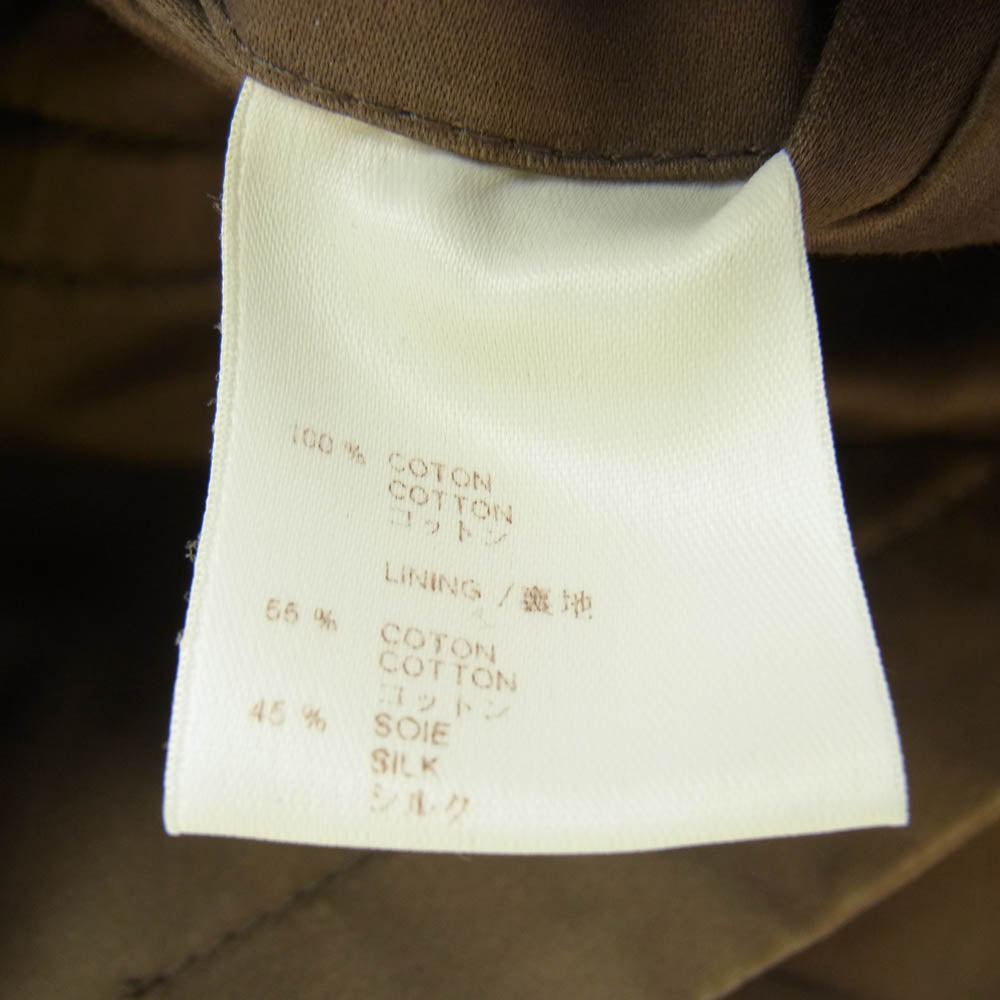 100 % COTON
COTTON
コットン
LINING / 裏地
55 % COTON
COTTON
コットン
45 % SOIE
SILK
シルク